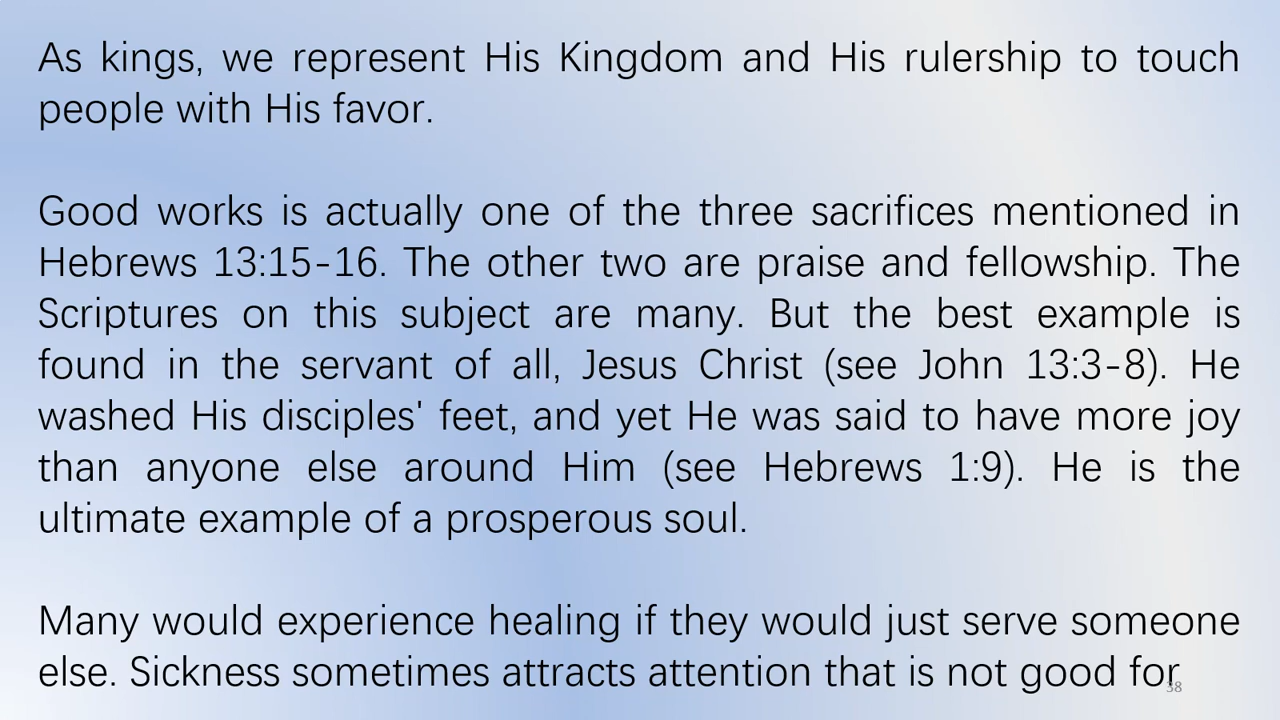 As kings, we represent His Kingdom and His rulership to touch
people with His favor.
Good works is actually one of the three sacrifices mentioned in
Hebrews 13:15-16. The other two are praise and fellowship. The
Scriptures on this subject are many. But the best example is
found in the servant of all, Jesus Christ (see John 13:3-8). He
washed His disciples' feet, and yet He was said to have more joy
than anyone else around Him (see Hebrews 1:9). He is the
ultimate example of a prosperous soul.
Many would experience healing if they would just serve someone
else. Sickness sometimes attracts attention that is not good for
38